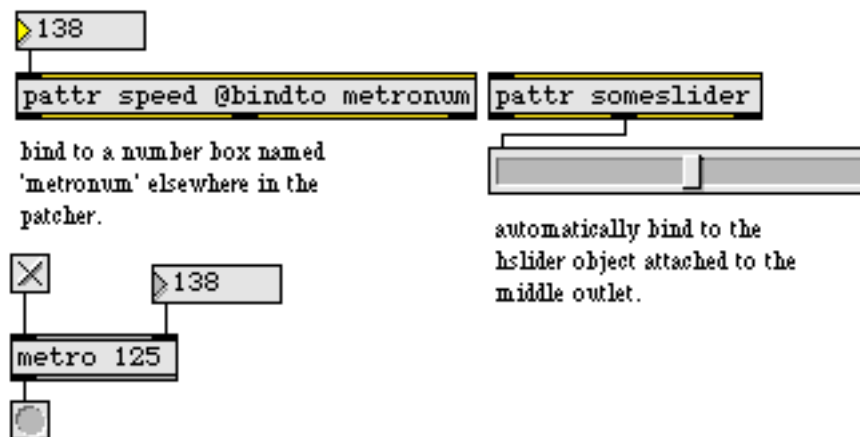 138
pattr speed @bindto metronum
pattr someslider
bind to a number box named
'metronum' elsewhere in the
patcher.
automatically bind to the
hslider object attached to the
middle outlet.
138
metro 125